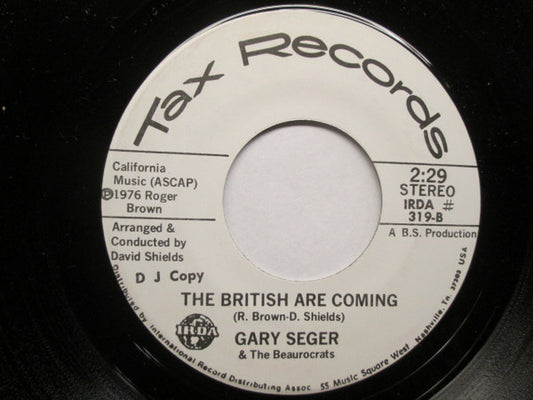 Tax Records
California
Music (ASCAP)
℗1976 Roger
Brown
2:29
STEREO
IRDA #
319-B
Arranged &
Conducted by
David Shields
A B.S. Production
D J Copy
THE BRITISH ARE COMING
(R. Brown-D. Shields)
IRDA
GARY SEGER
& The Beaurocrats
Distributed by International Record Distributing Assoc. 55 Music Square West Nashville, Tn. 37203 USA